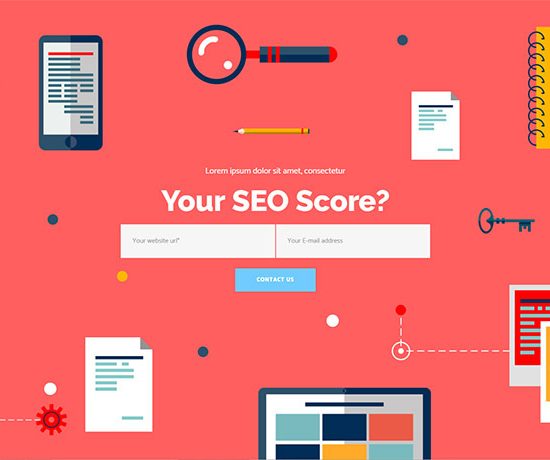 Lorem ipsum dolor sit amet, consectetur
Your SEO Score?
Your website url*
Your E-mail address
CONTACT US